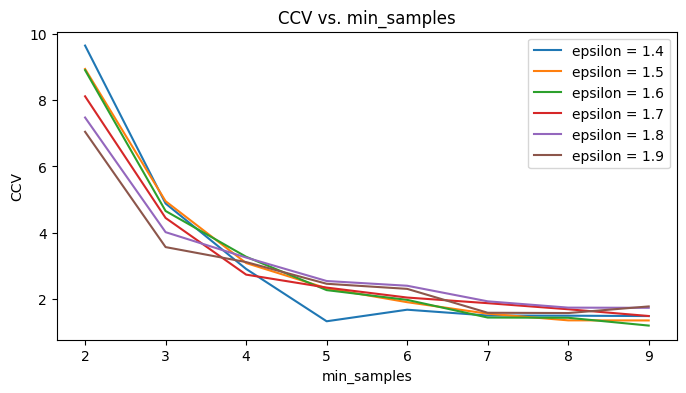 CCV vs. min_samples
10
8
6
4
2
CCV
2 3 4 5 6 7 8 9
min_samples
epsilon = 1.4
epsilon = 1.5
epsilon = 1.6
epsilon = 1.7
epsilon = 1.8
epsilon = 1.9